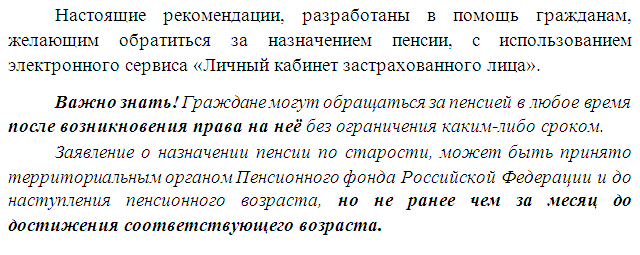 Настоящие рекомендации, разработаны в помощь гражданам,
желающим обратиться за назначением пенсии, с использованием
электронного сервиса «Личный кабинет застрахованного лица».
Важно знать! Граждане могут обращаться за пенсией в любое время
после возникновения права на неё без ограничения каким-либо сроком.
Заявление о назначении пенсии по старости, может быть принято
территориальным органом Пенсионного фонда Российской Федерации и до
наступления пенсионного возраста, но не ранее чем за месяц до
достижения соответствующего возраста.